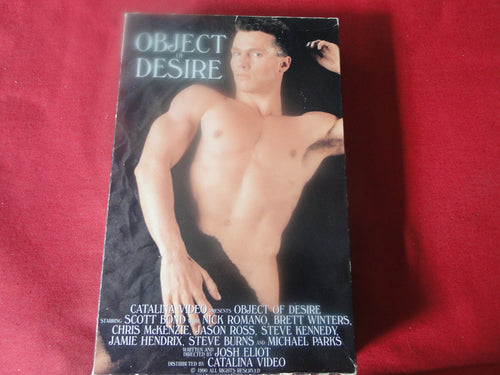 OBJECT
OF
DESIRE
CATALINA VIDEO PRESENTS OBJECT OF DESIRE
STARRING SCOTT BOND WITH NICK ROMANO, BRETT WINTERS,
CHRIS McKENZIE, JASON ROSS, STEVE KENNEDY,
JAMIE HENDRIX, STEVE BURNS AND MICHAEL PARKS
WRITTEN AND
DIRECTED BY JOSH ELIOT
DISTRIBUTED BY CATALINA VIDEO
© 1990 ALL RIGHTS RESERVED